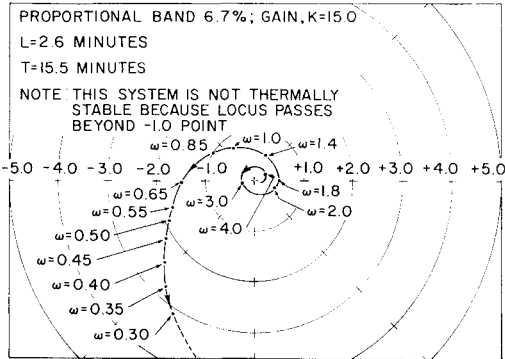 PROPORTIONAL BAND 6.7%; GAIN, K=15.0
L=2.6 MINUTES
T=15.5 MINUTES
NOTE: THIS SYSTEM IS NOT THERMALLY
STABLE BECAUSE LOCUS PASSES
BEYOND -1.0 POINT
ω=0.85
ω=1.0
ω=1.4
-5.0 -4.0 -3.0 -2.0 -1.0 +1.0 +2.0 +3.0 +4.0 +5.0
ω=0.65
ω=3.0
ω=1.8
ω=0.55
ω=2.0
ω=0.50
ω=4.0
ω=0.45
ω=0.40
ω=0.35
ω=0.30